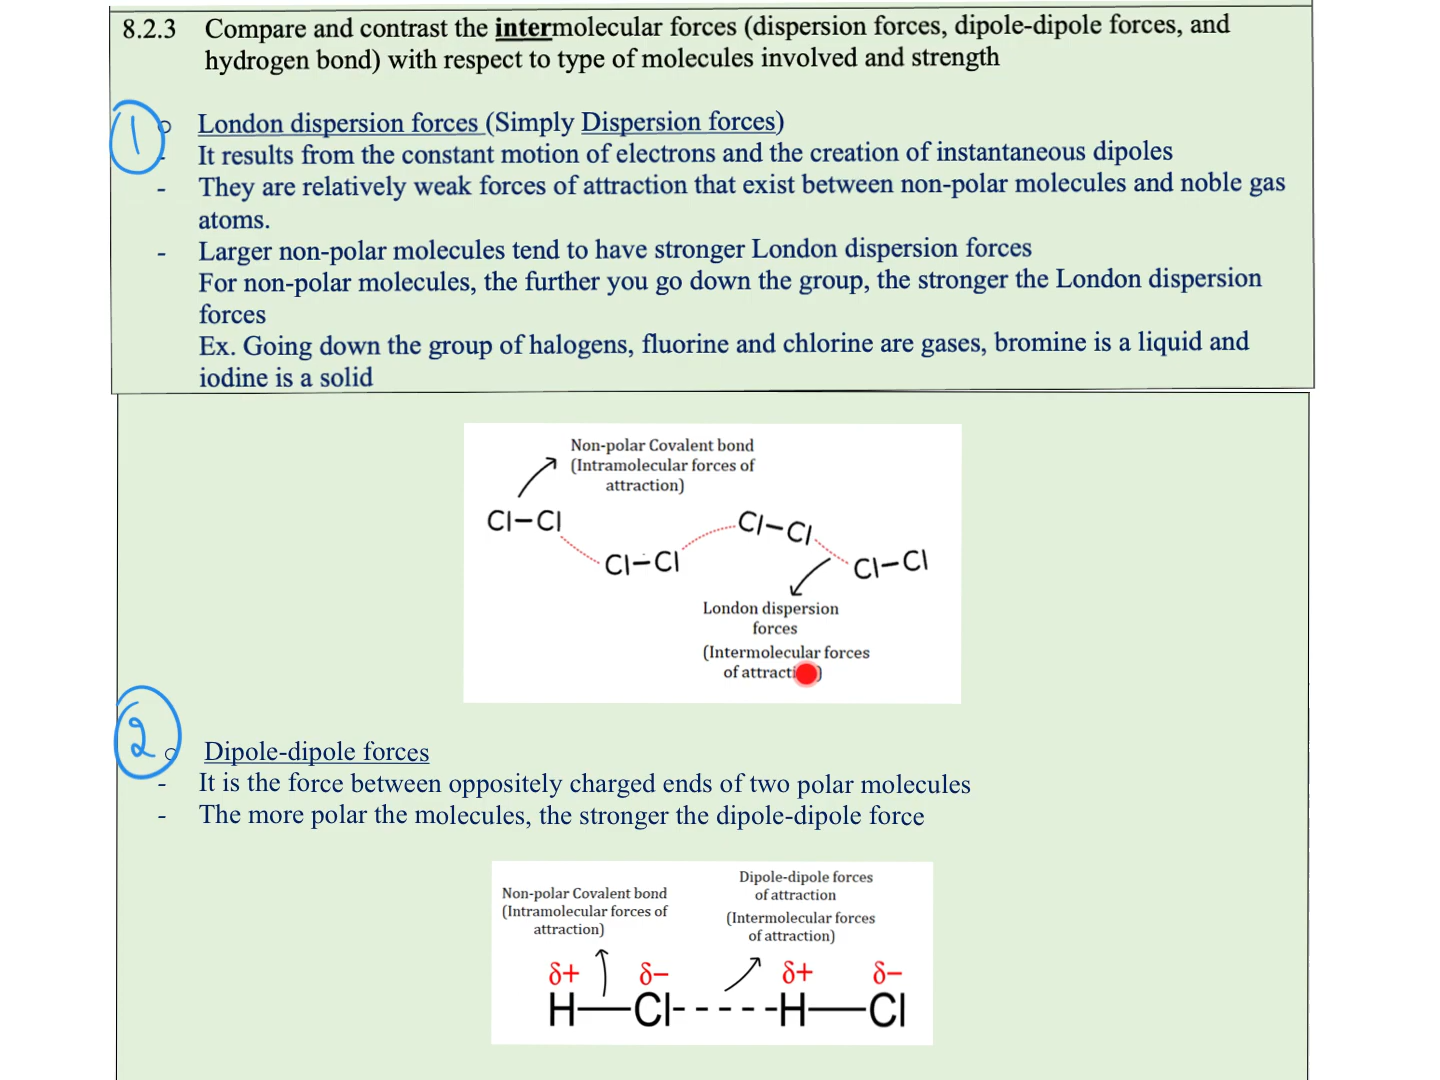 8.2.3 Compare and contrast the intermolecular forces (dispersion forces, dipole-dipole forces, and
hydrogen bond) with respect to type of molecules involved and strength
1
○ London dispersion forces (Simply Dispersion forces)
- It results from the constant motion of electrons and the creation of instantaneous dipoles
- They are relatively weak forces of attraction that exist between non-polar molecules and noble gas
atoms.
- Larger non-polar molecules tend to have stronger London dispersion forces
For non-polar molecules, the further you go down the group, the stronger the London dispersion
forces
Ex. Going down the group of halogens, fluorine and chlorine are gases, bromine is a liquid and
iodine is a solid
Non-polar Covalent bond
(Intramolecular forces of
attraction)
Cl–Cl
Cl–Cl
Cl–Cl
Cl–Cl
London dispersion
forces
(Intermolecular forces
of attracti )
2
○ Dipole-dipole forces
- It is the force between oppositely charged ends of two polar molecules
- The more polar the molecules, the stronger the dipole-dipole force
Non-polar Covalent bond
(Intramolecular forces of
attraction)
Dipole-dipole forces
of attraction
(Intermolecular forces
of attraction)
δ+ δ− δ+ δ−
H—Cl-----H—Cl